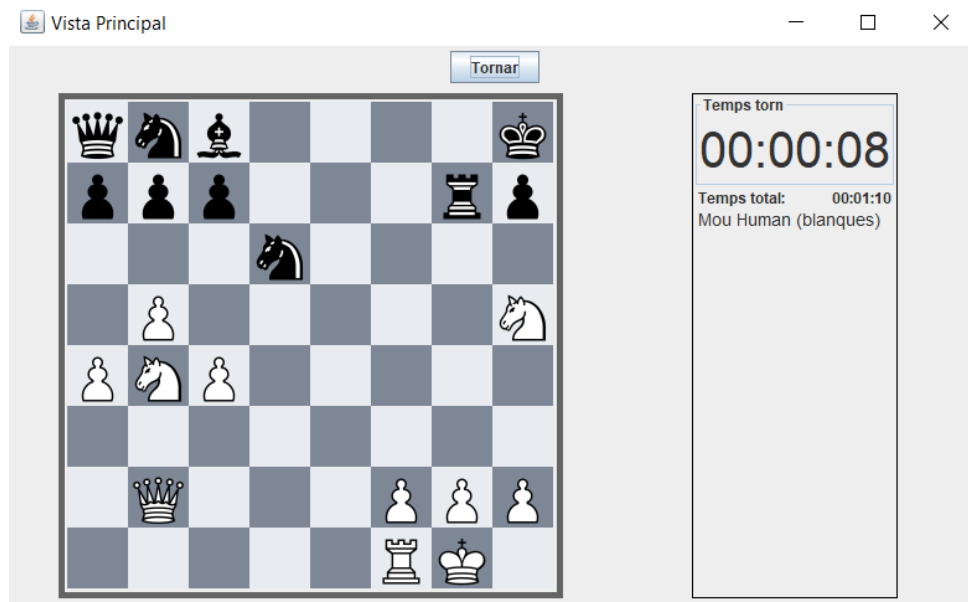 Vista Principal
Tornar
Temps torn
00:00:08
Temps total: 00:01:10
Mou Human (blanques)